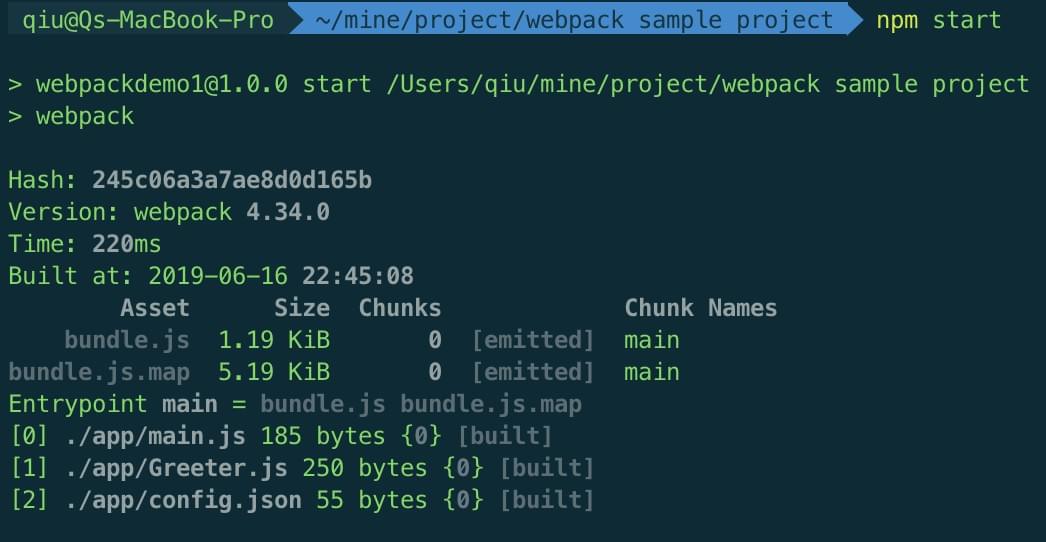 qiu@Qs-MacBook-Pro ~/mine/project/webpack sample project npm start
> webpackdemo1@1.0.0 start /Users/qiu/mine/project/webpack sample project
> webpack
Hash: 245c06a3a7ae8d0d165b
Version: webpack 4.34.0
Time: 220ms
Built at: 2019-06-16 22:45:08
Asset Size Chunks Chunk Names
bundle.js 1.19 KiB 0 [emitted] main
bundle.js.map 5.19 KiB 0 [emitted] main
Entrypoint main = bundle.js bundle.js.map
[0] ./app/main.js 185 bytes {0} [built]
[1] ./app/Greeter.js 250 bytes {0} [built]
[2] ./app/config.json 55 bytes {0} [built]